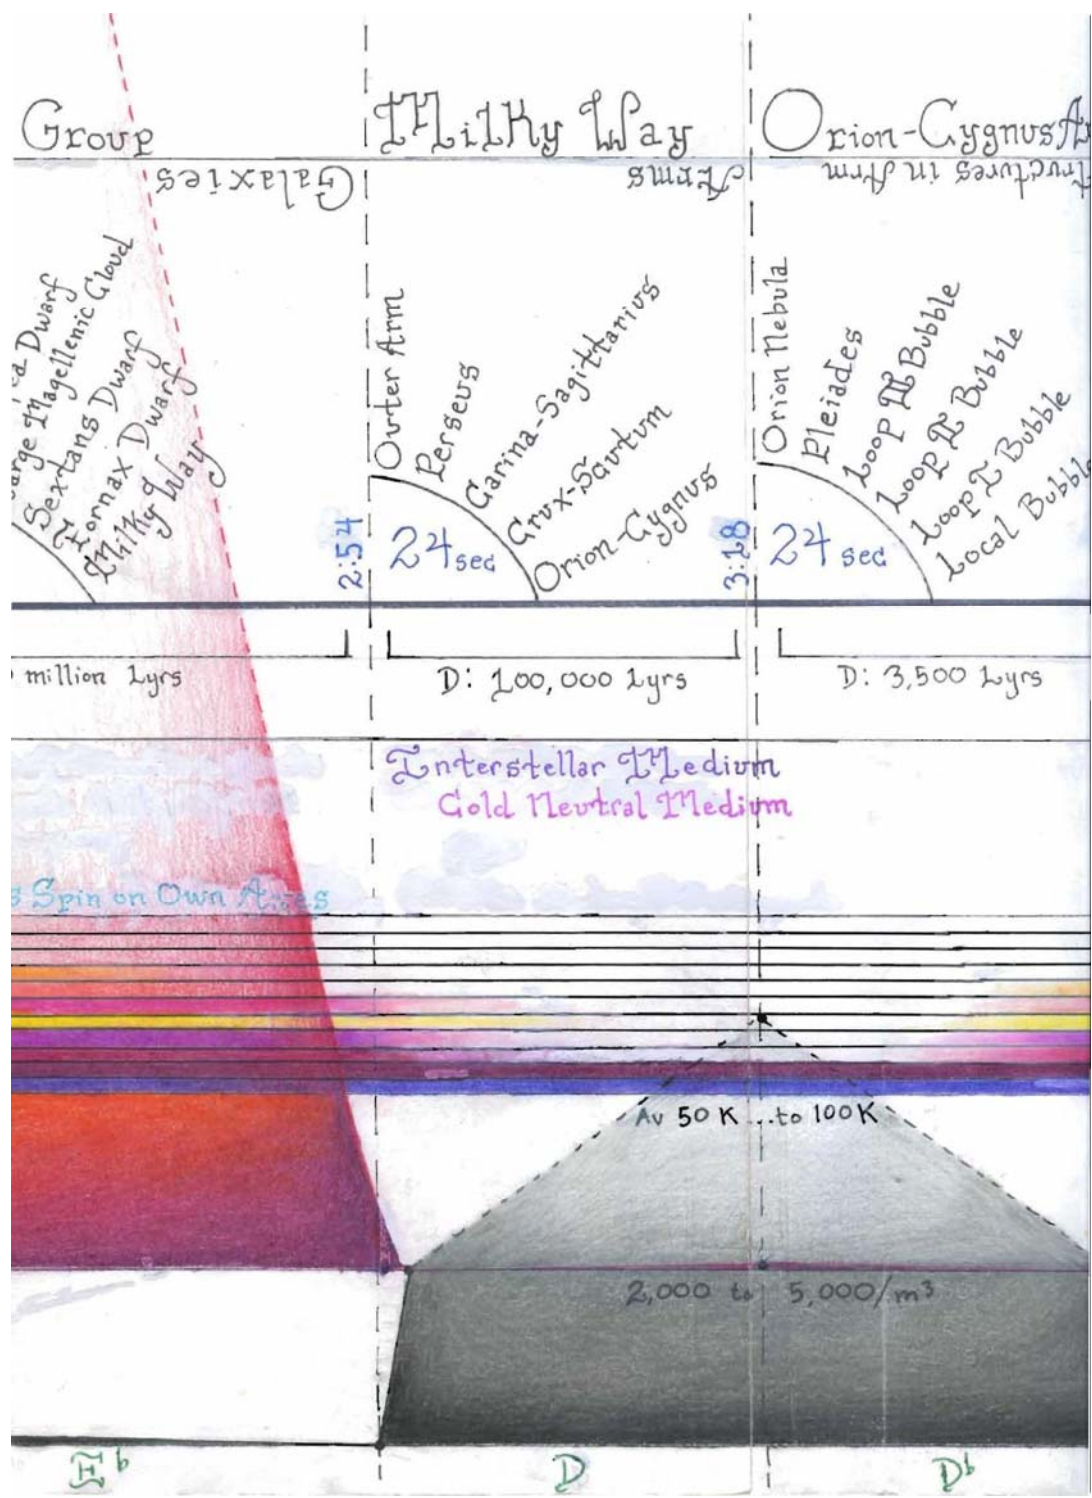 Group
Milky Way
Orion-Cygnus
Galaxies
Arms
in Arm
Dwarf
Magellenic Cloud
Sextans Dwarf
Fornax Dwarf
Milky Way
Outer Arm
Perseus
Carina-Sagittarius
Crux-Scutum
Orion-Cygnus
Orion Nebula
Pleiades
Loop III Bubble
Loop II Bubble
Loop I Bubble
Local Bubble
2:54
24 sec
3:18
24 sec
million Lyrs
D: 100,000 Lyrs
D: 3,500 Lyrs
Interstellar Medium
Cold Neutral Medium
Spin on Own Axes
Av 50 K ... to 100K
2,000 to 5,000/m³
E♭
D
D♭